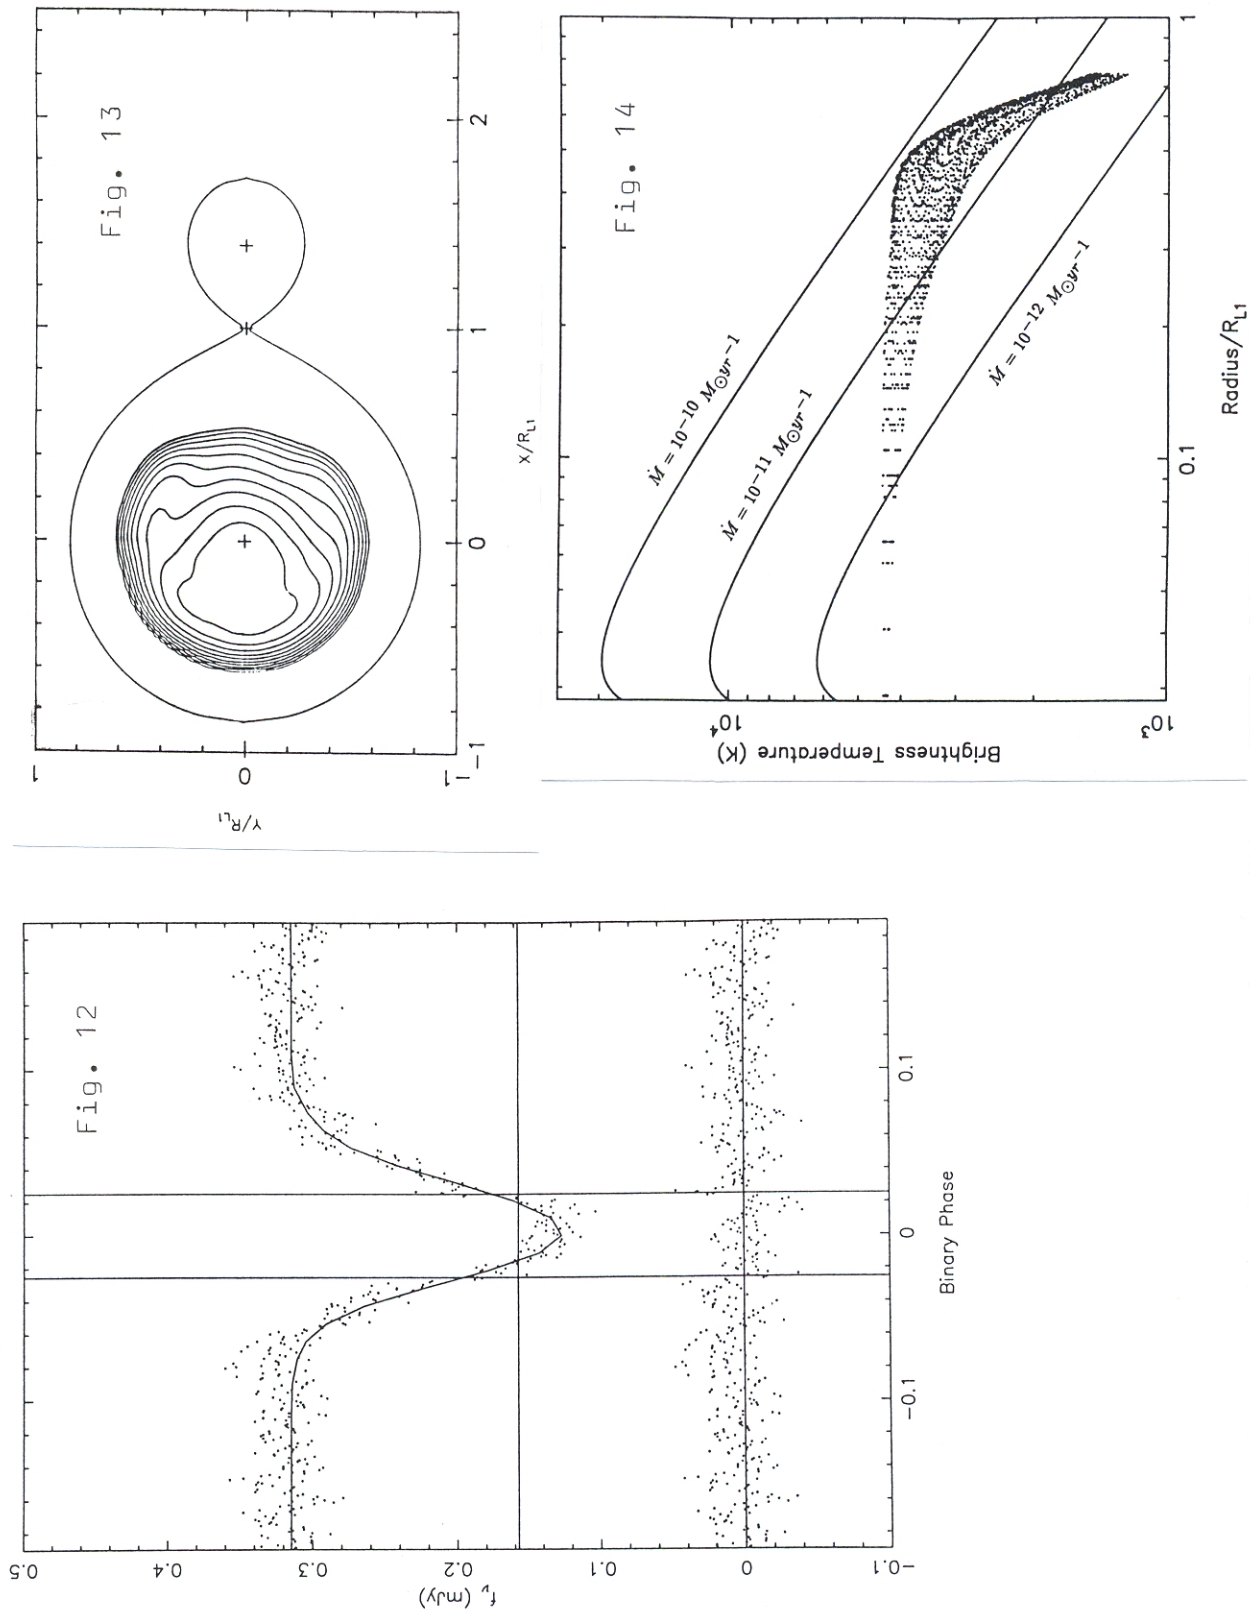 Fig. 13
1
0
-1
Y/R_L1
-1
0
1
2
X/R_L1
Fig. 14
Ṁ = 10^-10 M_⊙yr^-1
Ṁ = 10^-11 M_⊙yr^-1
Ṁ = 10^-12 M_⊙yr^-1
10^4
10^3
Brightness Temperature (K)
0.1
1
Radius/R_L1
Fig. 12
0.5
0.4
0.3
0.2
0.1
0
-0.1
f_ν (mJy)
-0.1
0
0.1
Binary Phase